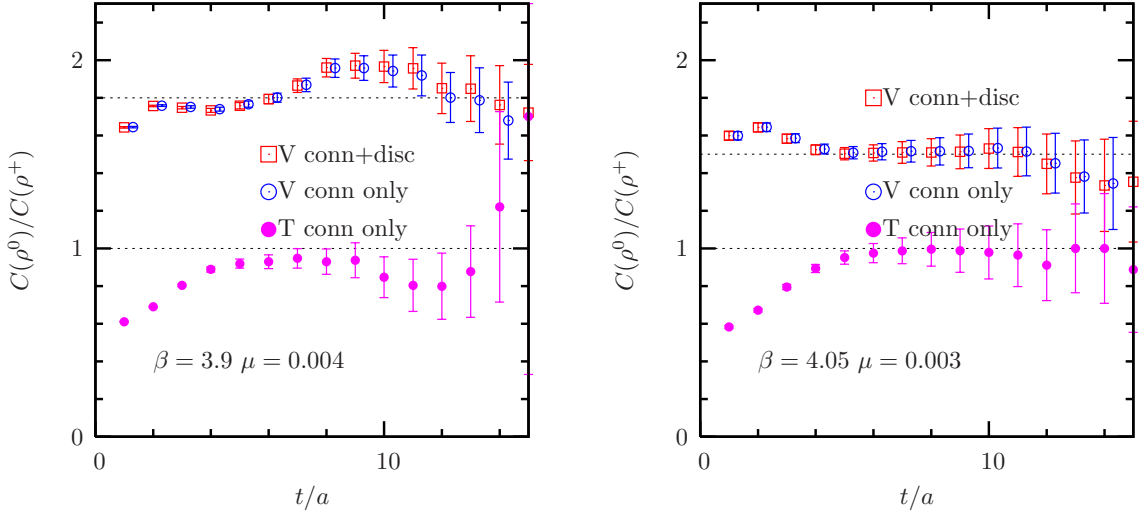 C(ρ⁰)/C(ρ⁺)
2
1
0
0
10
t/a
V conn+disc
V conn only
T conn only
β = 3.9 μ = 0.004
C(ρ⁰)/C(ρ⁺)
2
1
0
0
10
t/a
V conn+disc
V conn only
T conn only
β = 4.05 μ = 0.003